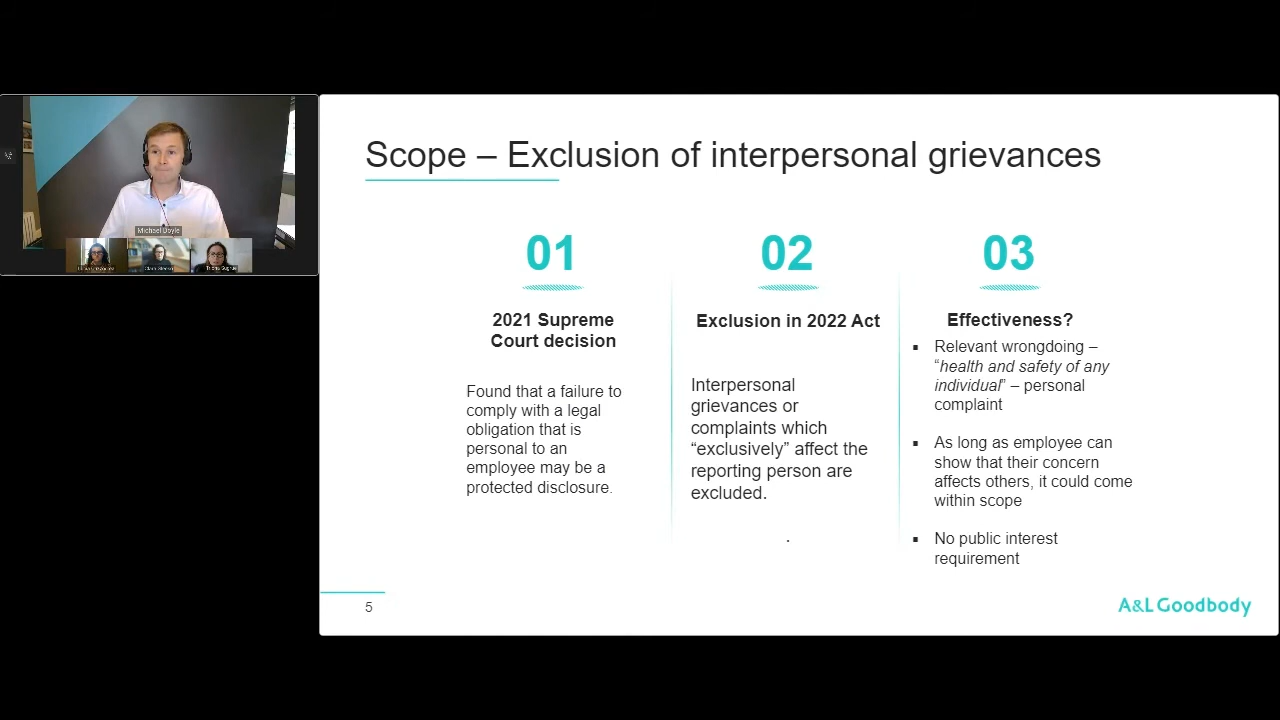 Scope – Exclusion of interpersonal grievances
01
2021 Supreme
Court decision
Found that a failure to
comply with a legal
obligation that is
personal to an
employee may be a
protected disclosure.
02
Exclusion in 2022 Act
Interpersonal
grievances or
complaints which
“exclusively” affect the
reporting person are
excluded.
.
03
Effectiveness?
▪ Relevant wrongdoing –
“health and safety of any
individual” – personal
complaint
▪ As long as employee can
show that their concern
affects others, it could come
within scope
▪ No public interest
requirement
5
A&L Goodbody
Michael Doyle